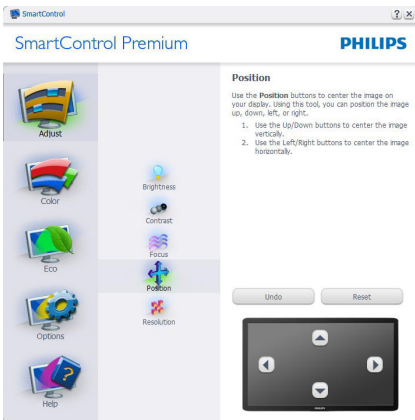 SmartControl
SmartControl Premium
PHILIPS
Adjust
Color
Eco
Options
Help
Brightness
Contrast
Focus
Position
Resolution
Position
Use the Position buttons to center the image on
your display. Using this tool, you can position the image
up, down, left, or right.
1. Use the Up/Down buttons to center the image
vertically.
2. Use the Left/Right buttons to center the image
horizontally.
Undo
Reset
PHILIPS